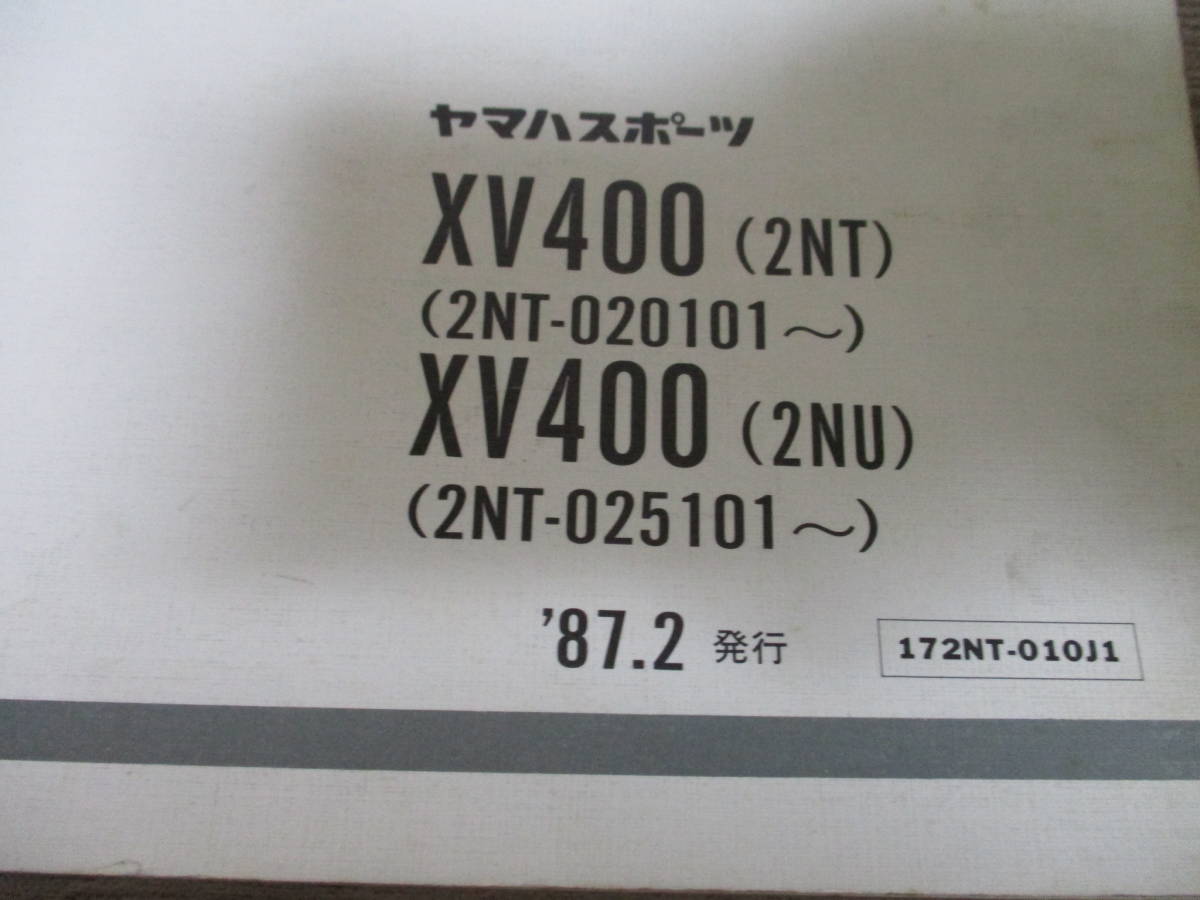 ヤマハスポーツ
XV400 (2NT)
(2NT-020101〜)
XV400 (2NU)
(2NT-025101〜)
'87.2 発行 172NT-010J1